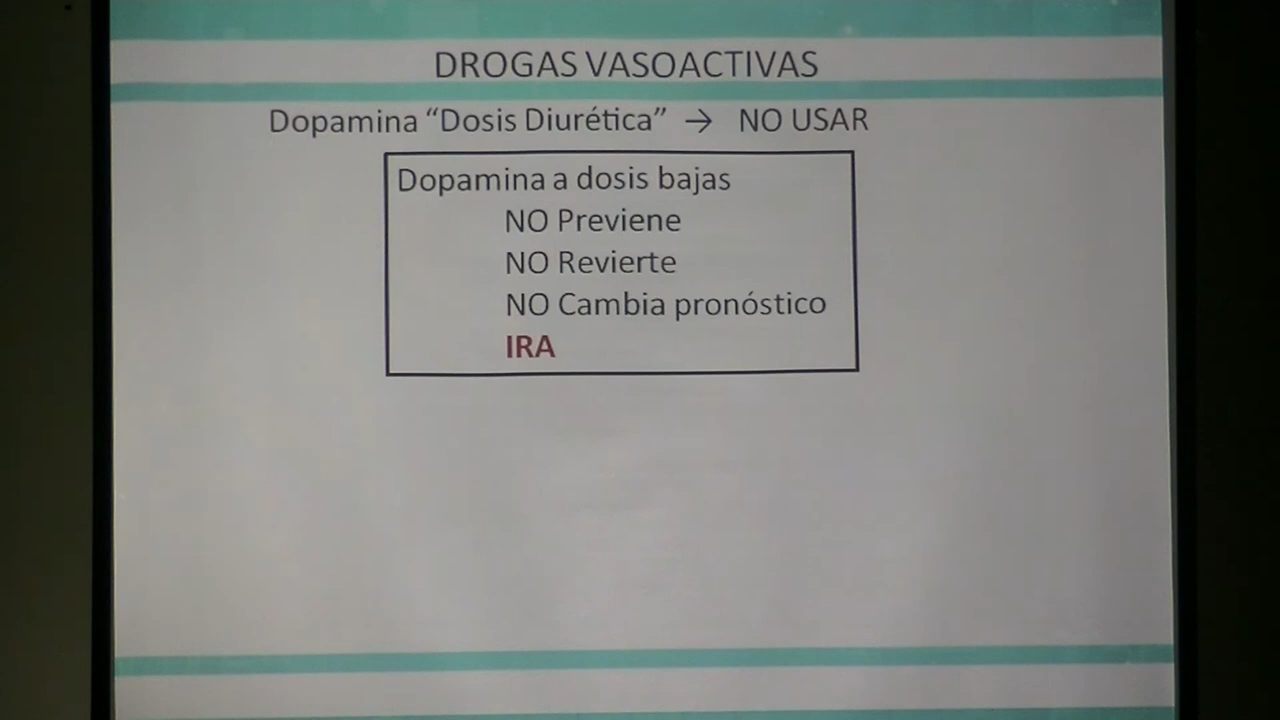 DROGAS VASOACTIVAS
Dopamina “Dosis Diurética” → NO USAR
Dopamina a dosis bajas
NO Previene
NO Revierte
NO Cambia pronóstico
IRA